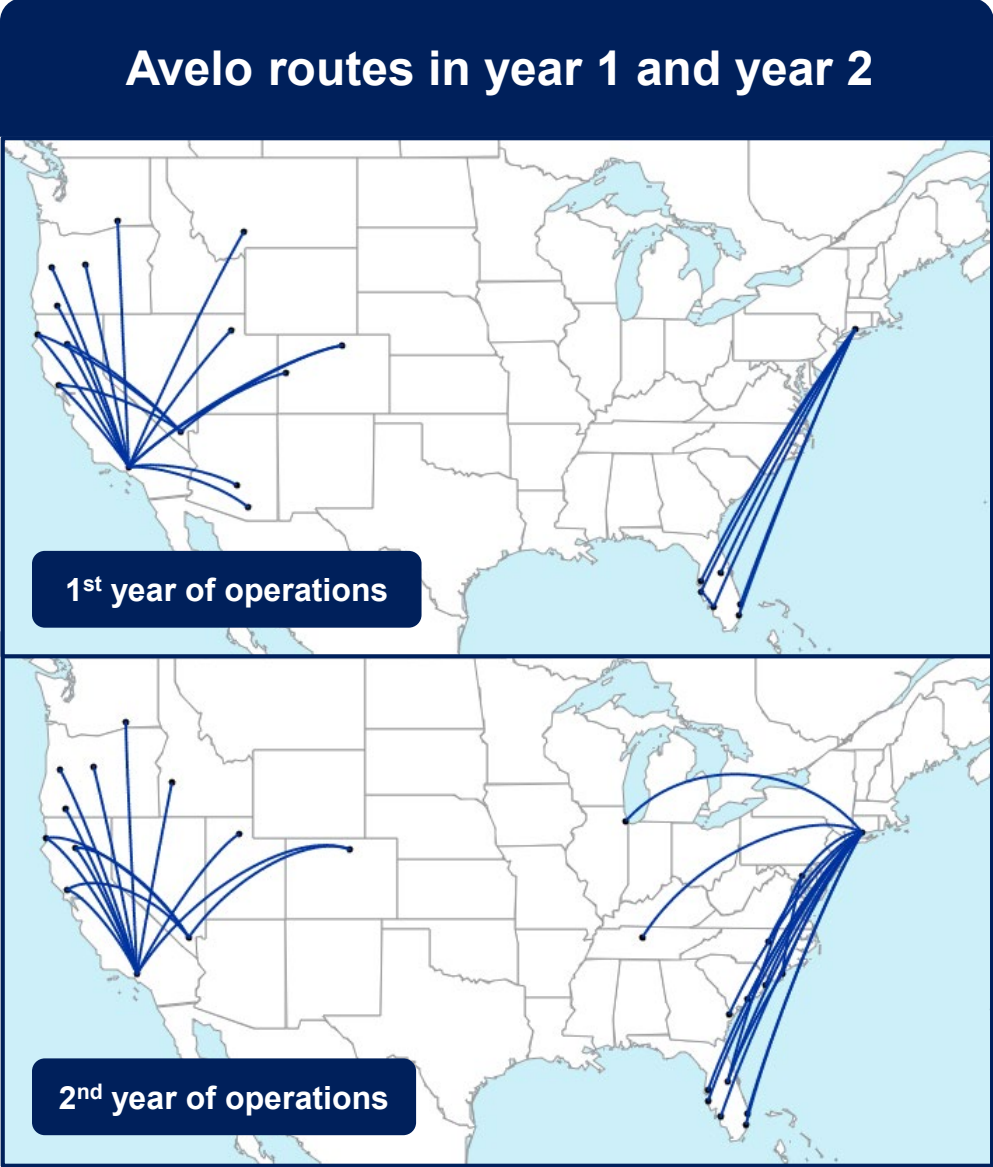 Avelo routes in year 1 and year 2
1st year of operations
2nd year of operations